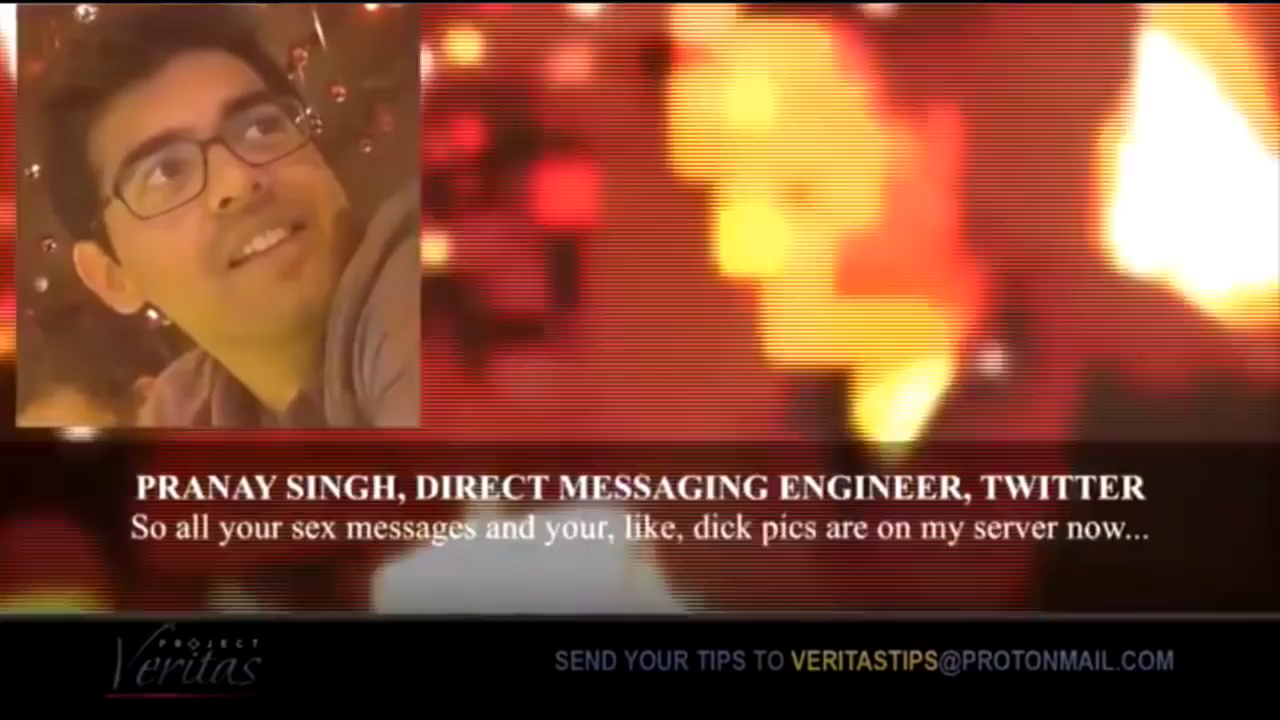 PRANAY SINGH, DIRECT MESSAGING ENGINEER, TWITTER
So all your sex messages and your, like, dick pics are on my server now...
PROJECT
Veritas
SEND YOUR TIPS TO VERITASTIPS@PROTONMAIL.COM